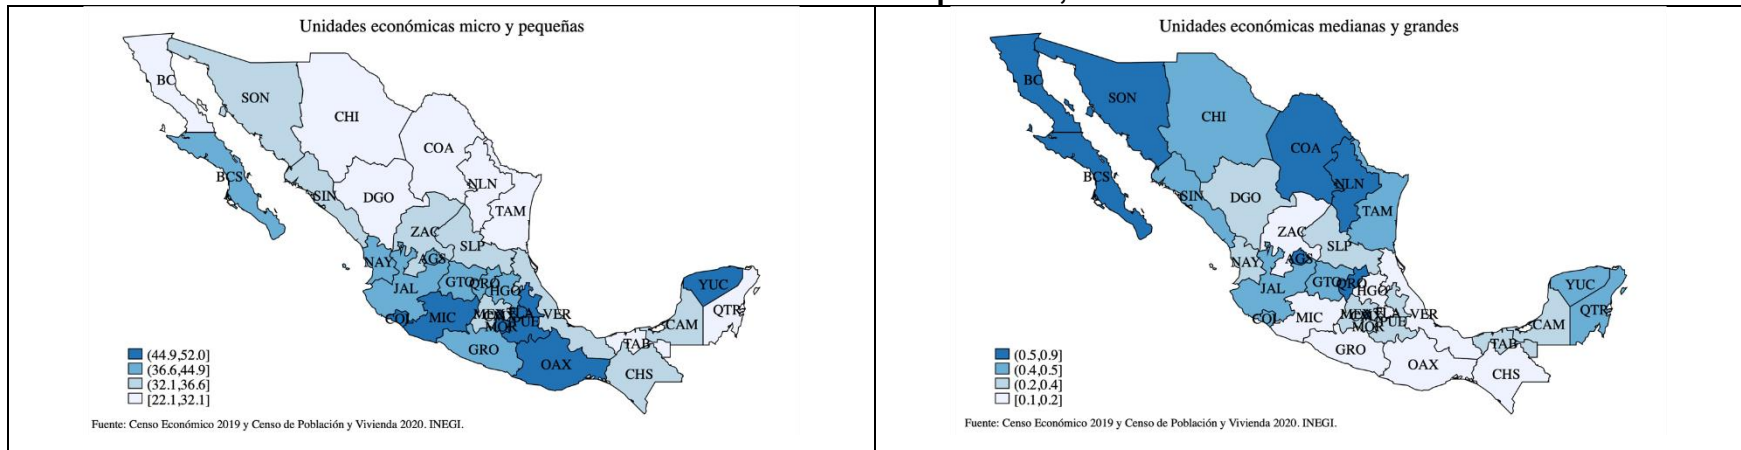 Unidades económicas micro y pequeñas
BC
SON
CHI
COA
BCS
SIN
DGO
NLN
TAM
ZAC
SLP
NAY
AGS
JAL
GTO
QRO
HGO
YUC
QTR
COL
MIC
MOR
PUE
VER
CAM
TAB
GRO
OAX
CHS
(44.9,52.0]
(36.6,44.9]
(32.1,36.6]
[22.1,32.1]
Fuente: Censo Económico 2019 y Censo de Población y Vivienda 2020. INEGI.
Unidades económicas medianas y grandes
BC
SON
CHI
COA
BCS
SIN
DGO
NLN
TAM
ZAC
SLP
NAY
AGS
JAL
GTO
QRO
HGO
YUC
QTR
COL
MIC
MOR
PUE
VER
CAM
TAB
GRO
OAX
CHS
(0.5,0.9]
(0.4,0.5]
(0.2,0.4]
[0.1,0.2]
Fuente: Censo Económico 2019 y Censo de Población y Vivienda 2020. INEGI.